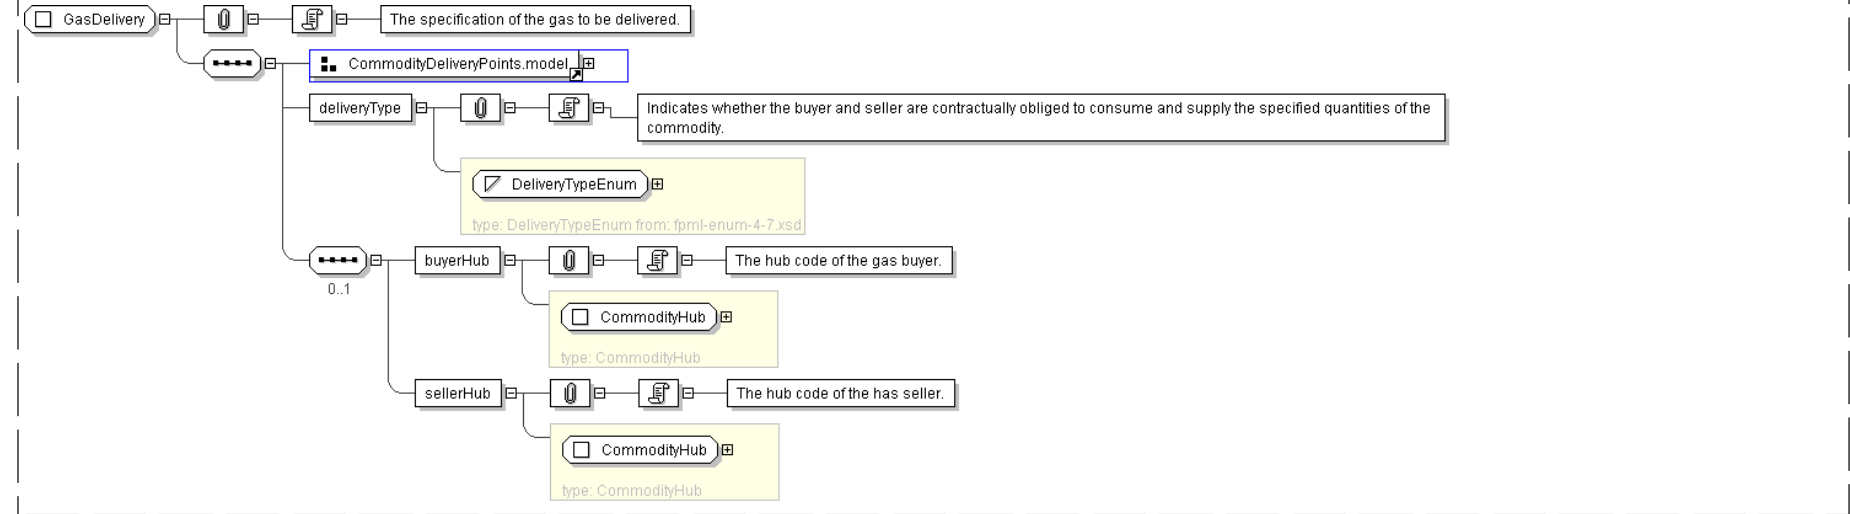 GasDelivery
The specification of the gas to be delivered.
CommodityDeliveryPoints.model
deliveryType
Indicates whether the buyer and seller are contractually obliged to consume and supply the specified quantities of the
commodity.
DeliveryTypeEnum
type: DeliveryTypeEnum from: fpml-enum-4-7.xsd
buyerHub
The hub code of the gas buyer.
0..1
CommodityHub
type: CommodityHub
sellerHub
The hub code of the has seller.
CommodityHub
type: CommodityHub